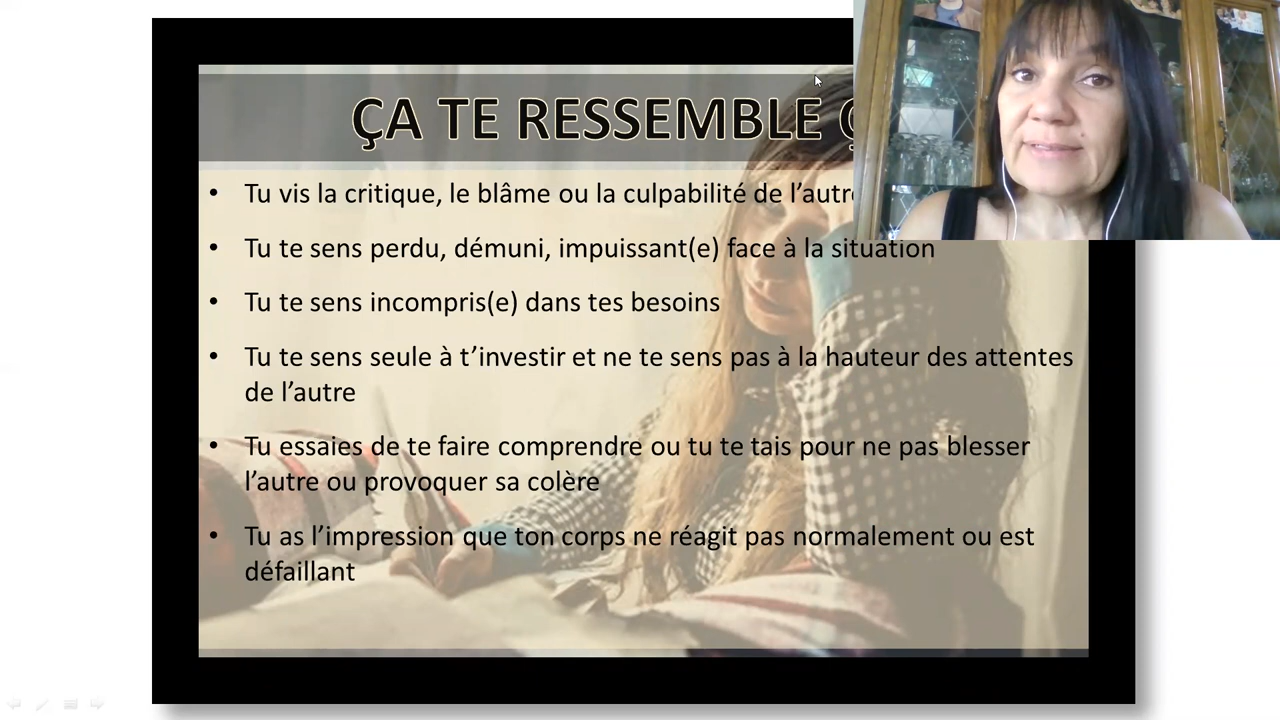 ÇA TE RESSEMBLE
• Tu vis la critique, le blâme ou la culpabilité de l’autre
• Tu te sens perdu, démuni, impuissant(e) face à la situation
• Tu te sens incompris(e) dans tes besoins
• Tu te sens seule à t’investir et ne te sens pas à la hauteur des attentes
de l’autre
• Tu essaies de te faire comprendre ou tu te tais pour ne pas blesser
l’autre ou provoquer sa colère
• Tu as l’impression que ton corps ne réagit pas normalement ou est
défaillant